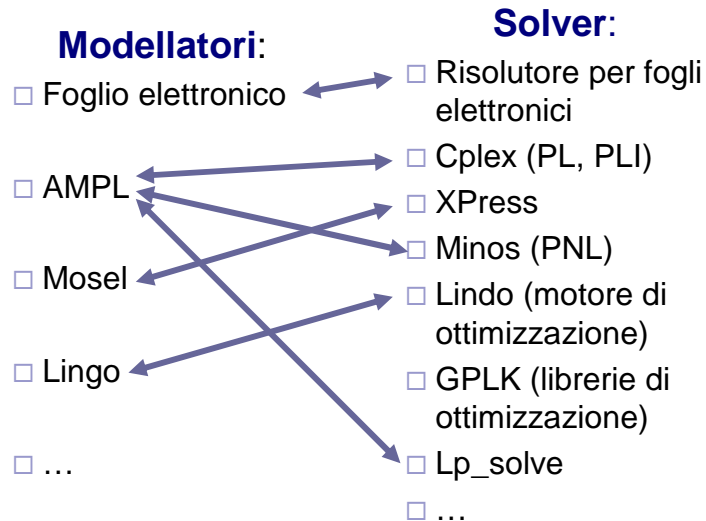 Modellatori:
□ Foglio elettronico
□ AMPL
□ Mosel
□ Lingo
□ …
Solver:
□ Risolutore per fogli
elettronici
□ Cplex (PL, PLI)
□ XPress
□ Minos (PNL)
□ Lindo (motore di
ottimizzazione)
□ GPLK (librerie di
ottimizzazione)
□ Lp_solve
□ …